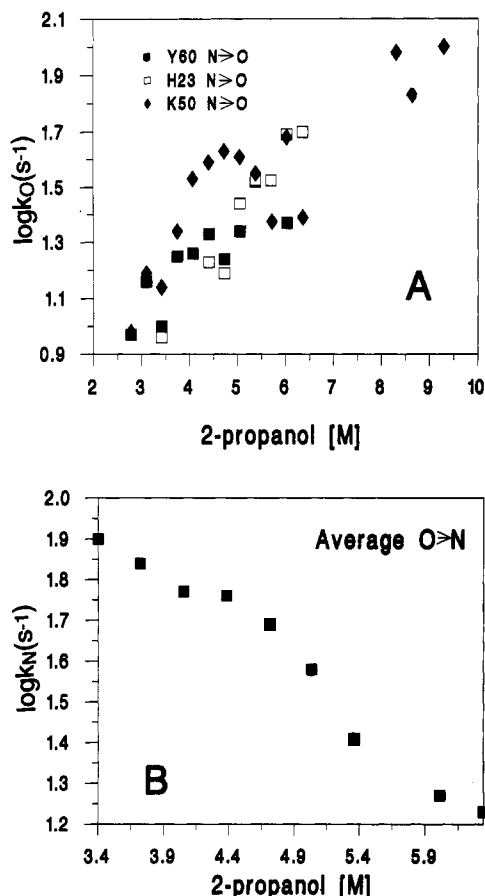 2.1
1.9
1.7
1.5
1.3
1.1
0.9
logkO(s-1)
■ Y60 N>O
□ H23 N>O
◆ K50 N>O
A
2 3 4 5 6 7 8 9 10
2-propanol [M]
2.0
1.9
1.8
1.7
1.6
1.5
1.4
1.3
1.2
logkN(s-1)
Average O>N
B
3.4 3.9 4.4 4.9 5.4 5.9
2-propanol [M]